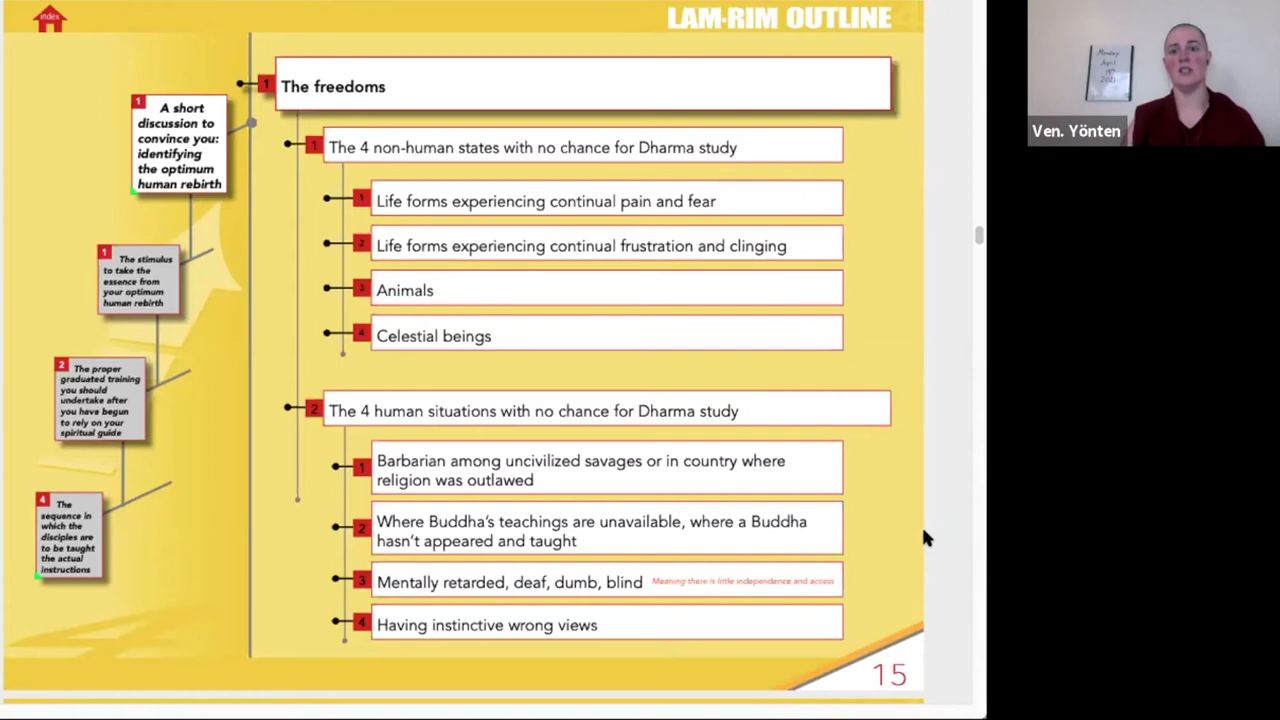 index
LAM·RIM OUTLINE
1
The freedoms
1
A short
discussion to
convince you:
identifying
the optimum
human rebirth
1
The 4 non-human states with no chance for Dharma study
1
Life forms experiencing continual pain and fear
2
Life forms experiencing continual frustration and clinging
3
Animals
4
Celestial beings
1
The stimulus
to take the
essence from
your optimum
human rebirth
2
The proper
graduated training
you should
undertake after
you have begun
to rely on your
spiritual guide
2
The 4 human situations with no chance for Dharma study
1
Barbarian among uncivilized savages or in country where
religion was outlawed
2
Where Buddha's teachings are unavailable, where a Buddha
hasn't appeared and taught
3
Mentally retarded, deaf, dumb, blind Meaning there is little independence and access
4
Having instinctive wrong views
4
The
sequence in
which the
disciples are
to be taught
the actual
instructions
15
Monday
April
Ven. Yönten